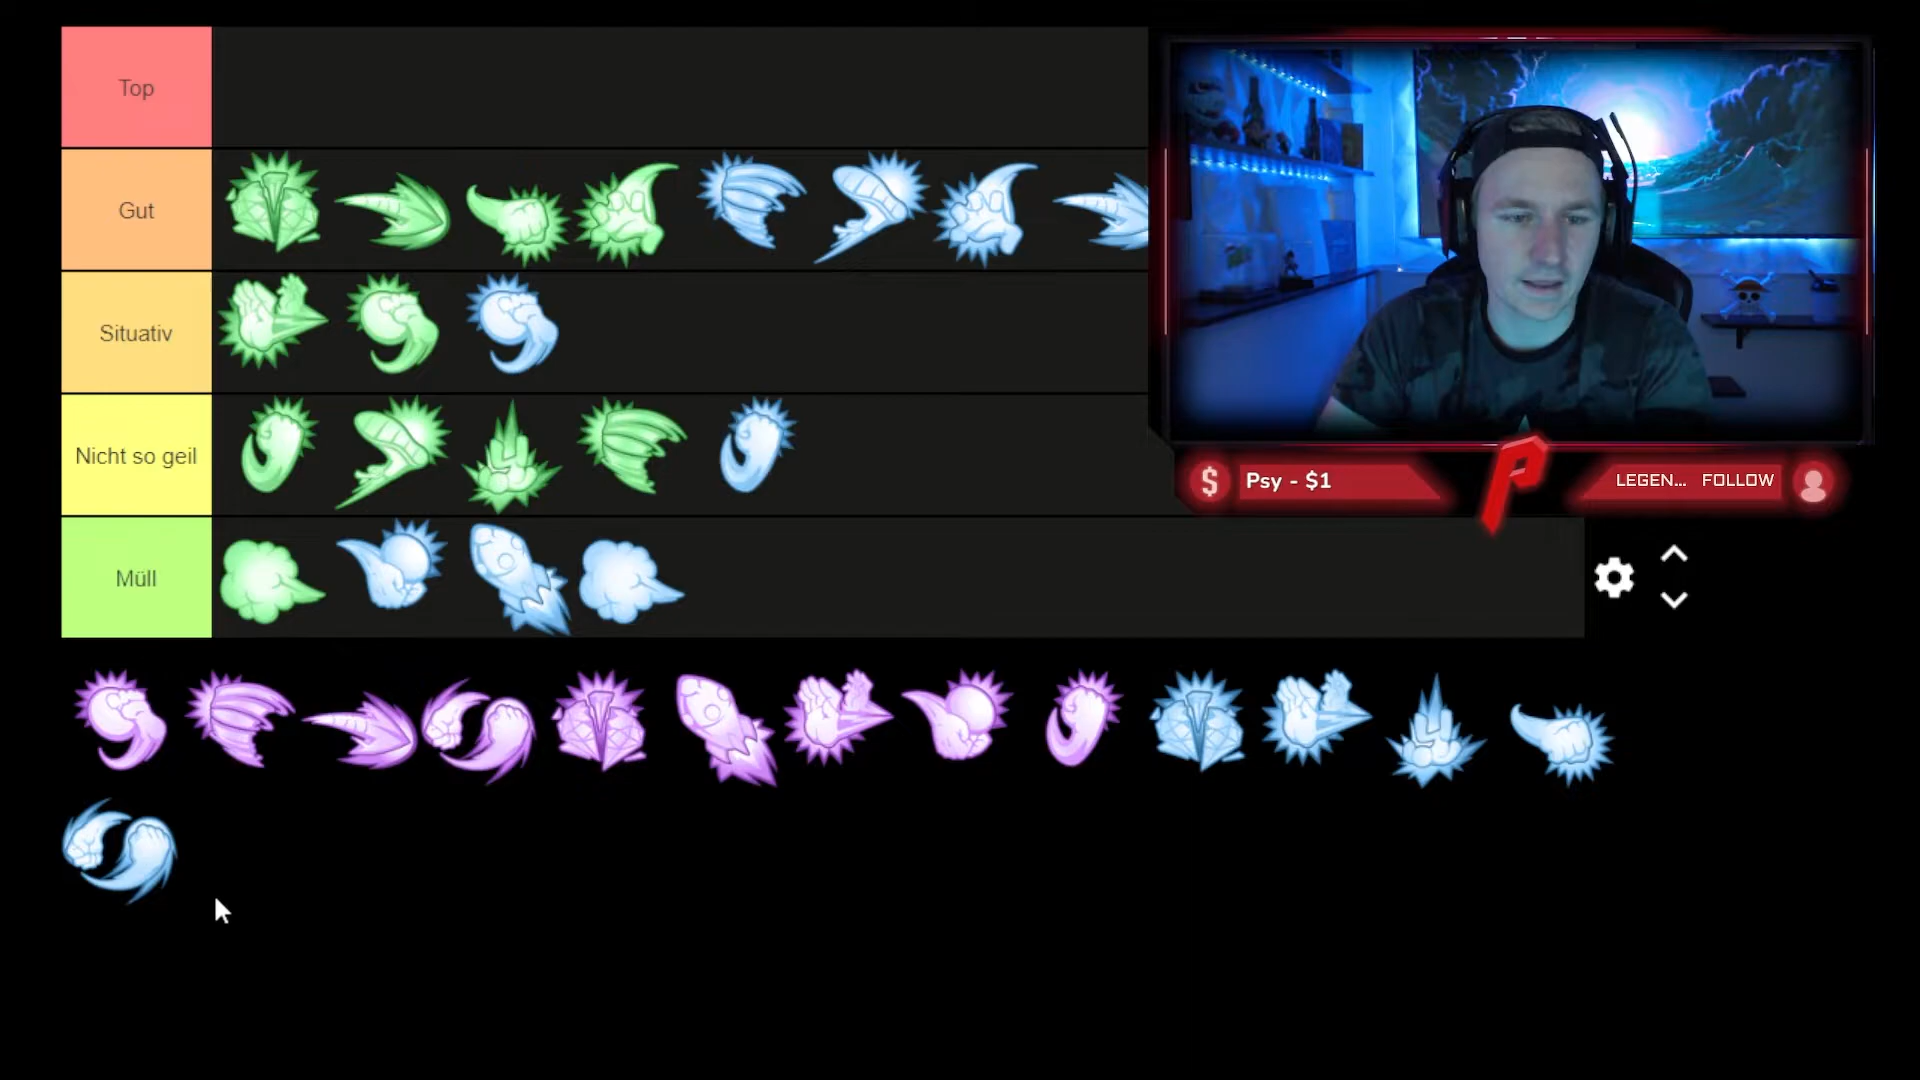 Top
Gut
Situativ
Nicht so geil
Psy - $1
LEGEN... FOLLOW
Müll